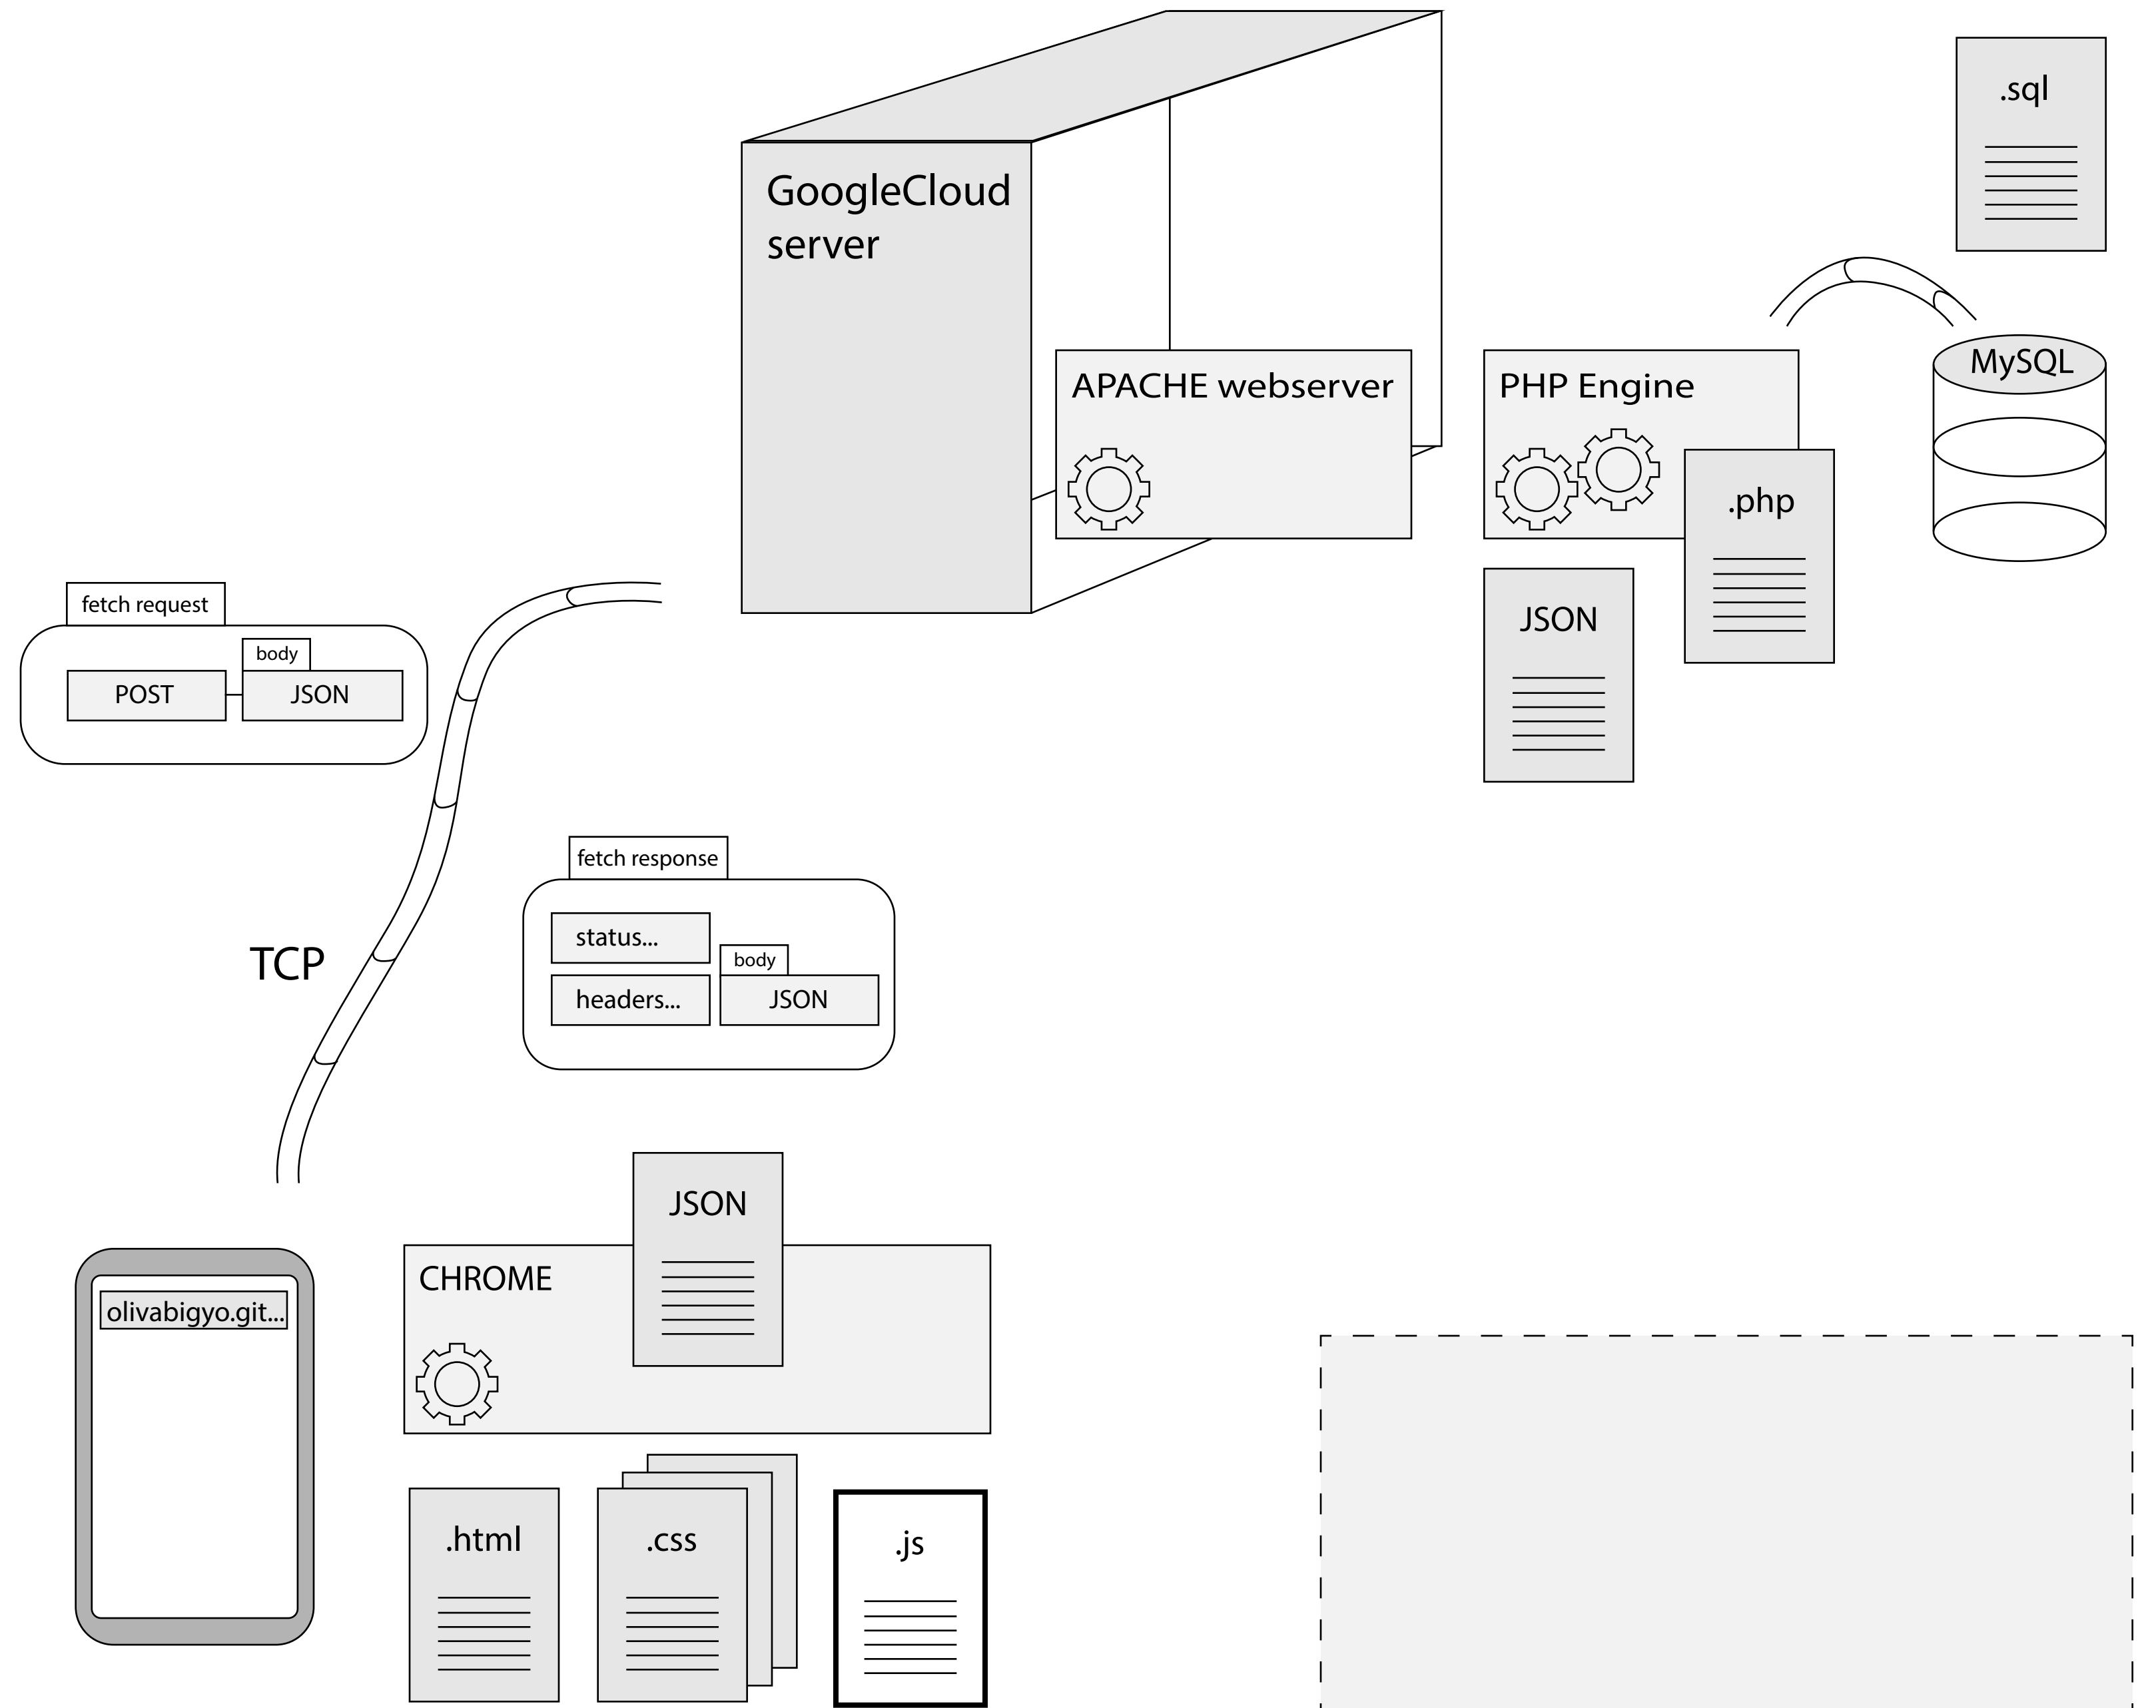 .sql
GoogleCloud
server
MySQL
APACHE webserver
PHP Engine
.php
fetch request
JSON
body
POST
JSON
fetch response
status...
TCP
body
headers...
JSON
JSON
CHROME
olivabigyo.git...
.html
.css
.js